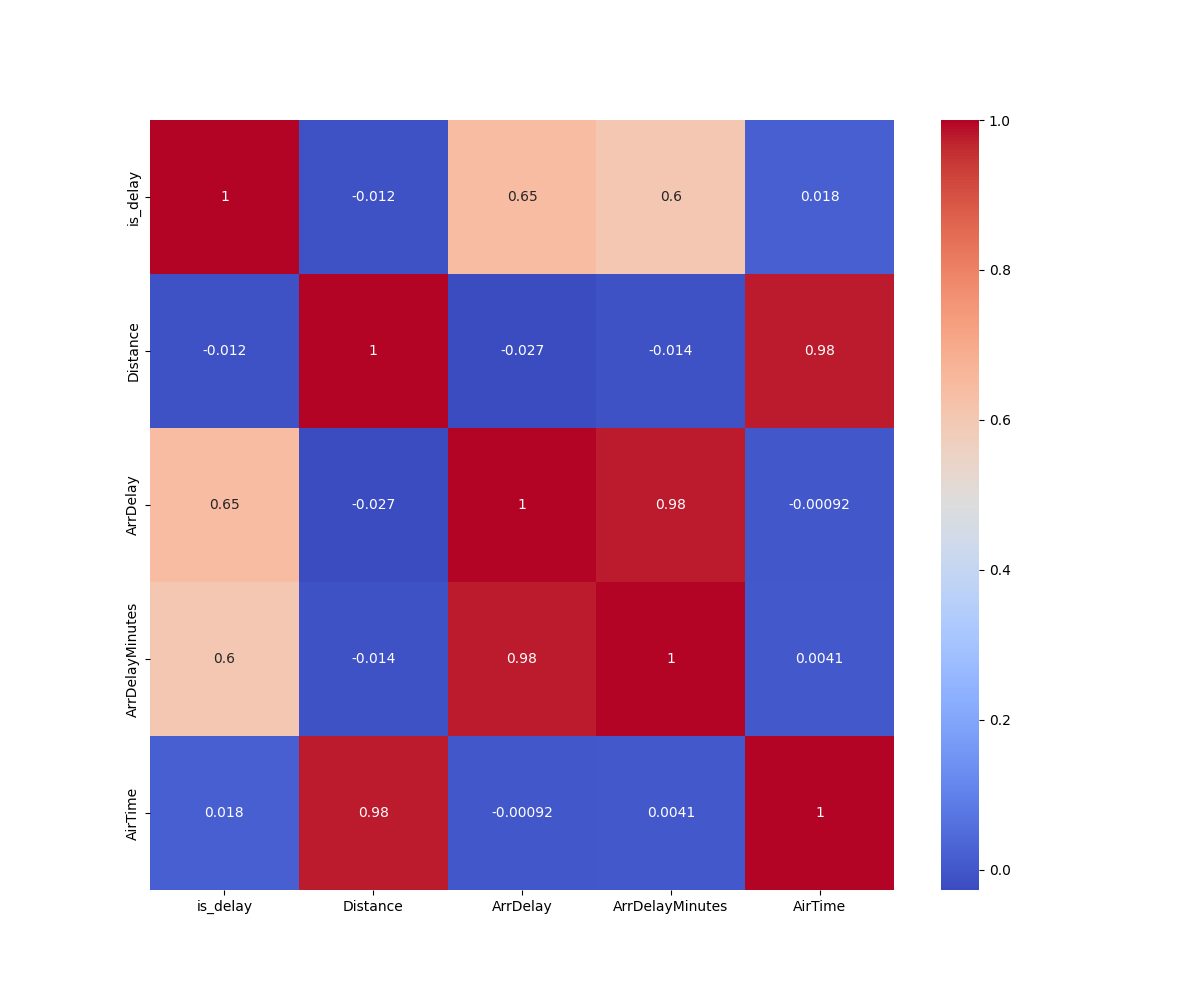 is_delay 1 -0.012 0.65 0.6 0.018
Distance -0.012 1 -0.027 -0.014 0.98
ArrDelay 0.65 -0.027 1 0.98 -0.00092
ArrDelayMinutes 0.6 -0.014 0.98 1 0.0041
AirTime 0.018 0.98 -0.00092 0.0041 1
is_delay Distance ArrDelay ArrDelayMinutes AirTime
1.0
0.8
0.6
0.4
0.2
0.0